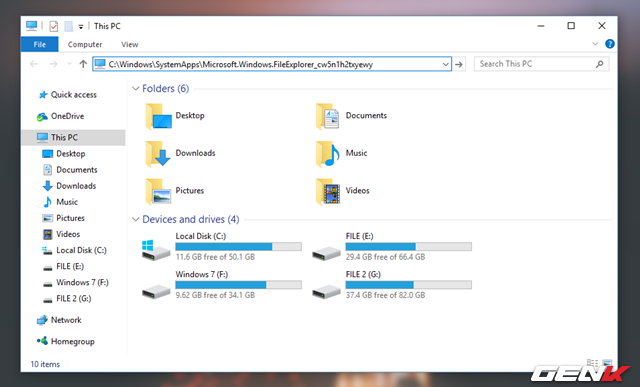 This PC
File Computer View
C:\Windows\SystemApps\Microsoft.Windows.FileExplorer_cw5n1h2txyewy
Search This PC
Quick access
OneDrive
This PC
Desktop
Documents
Downloads
Music
Pictures
Videos
Local Disk (C:)
FILE (E:)
Windows 7 (F:)
FILE 2 (G:)
Network
Homegroup
Folders (6)
Desktop
Documents
Downloads
Music
Pictures
Videos
Devices and drives (4)
Local Disk (C:)
11.6 GB free of 50.1 GB
FILE (E:)
29.4 GB free of 66.4 GB
Windows 7 (F:)
9.62 GB free of 34.1 GB
FILE 2 (G:)
37.4 GB free of 82.0 GB
10 items
GENK